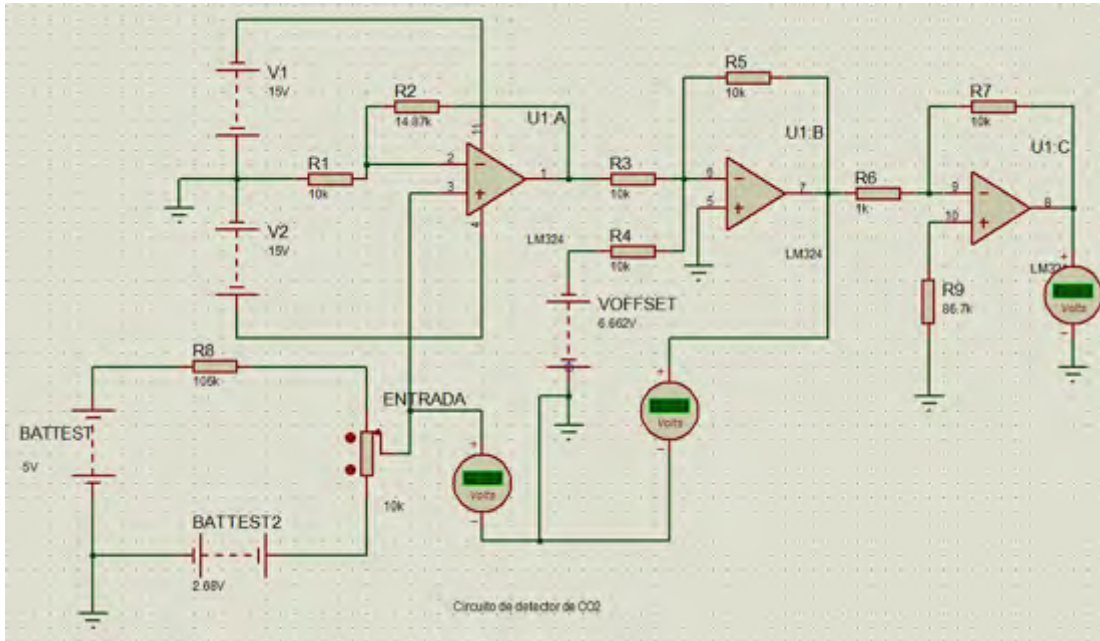 V1
15V
R2
14.87k
U1:A
R5
10k
U1:B
R7
10k
U1:C
R1
10k
11
2
3
1
4
R3
10k
6
5
7
R6
1k
9
10
8
V2
15V
LM324
R4
10k
LM324
VOFFSET
6.662V
R9
86.7k
Volts
R8
105k
ENTRADA
BATTEST
5V
Volts
Volts
10k
BATTEST2
2.68V
Circuito de detector de CO2